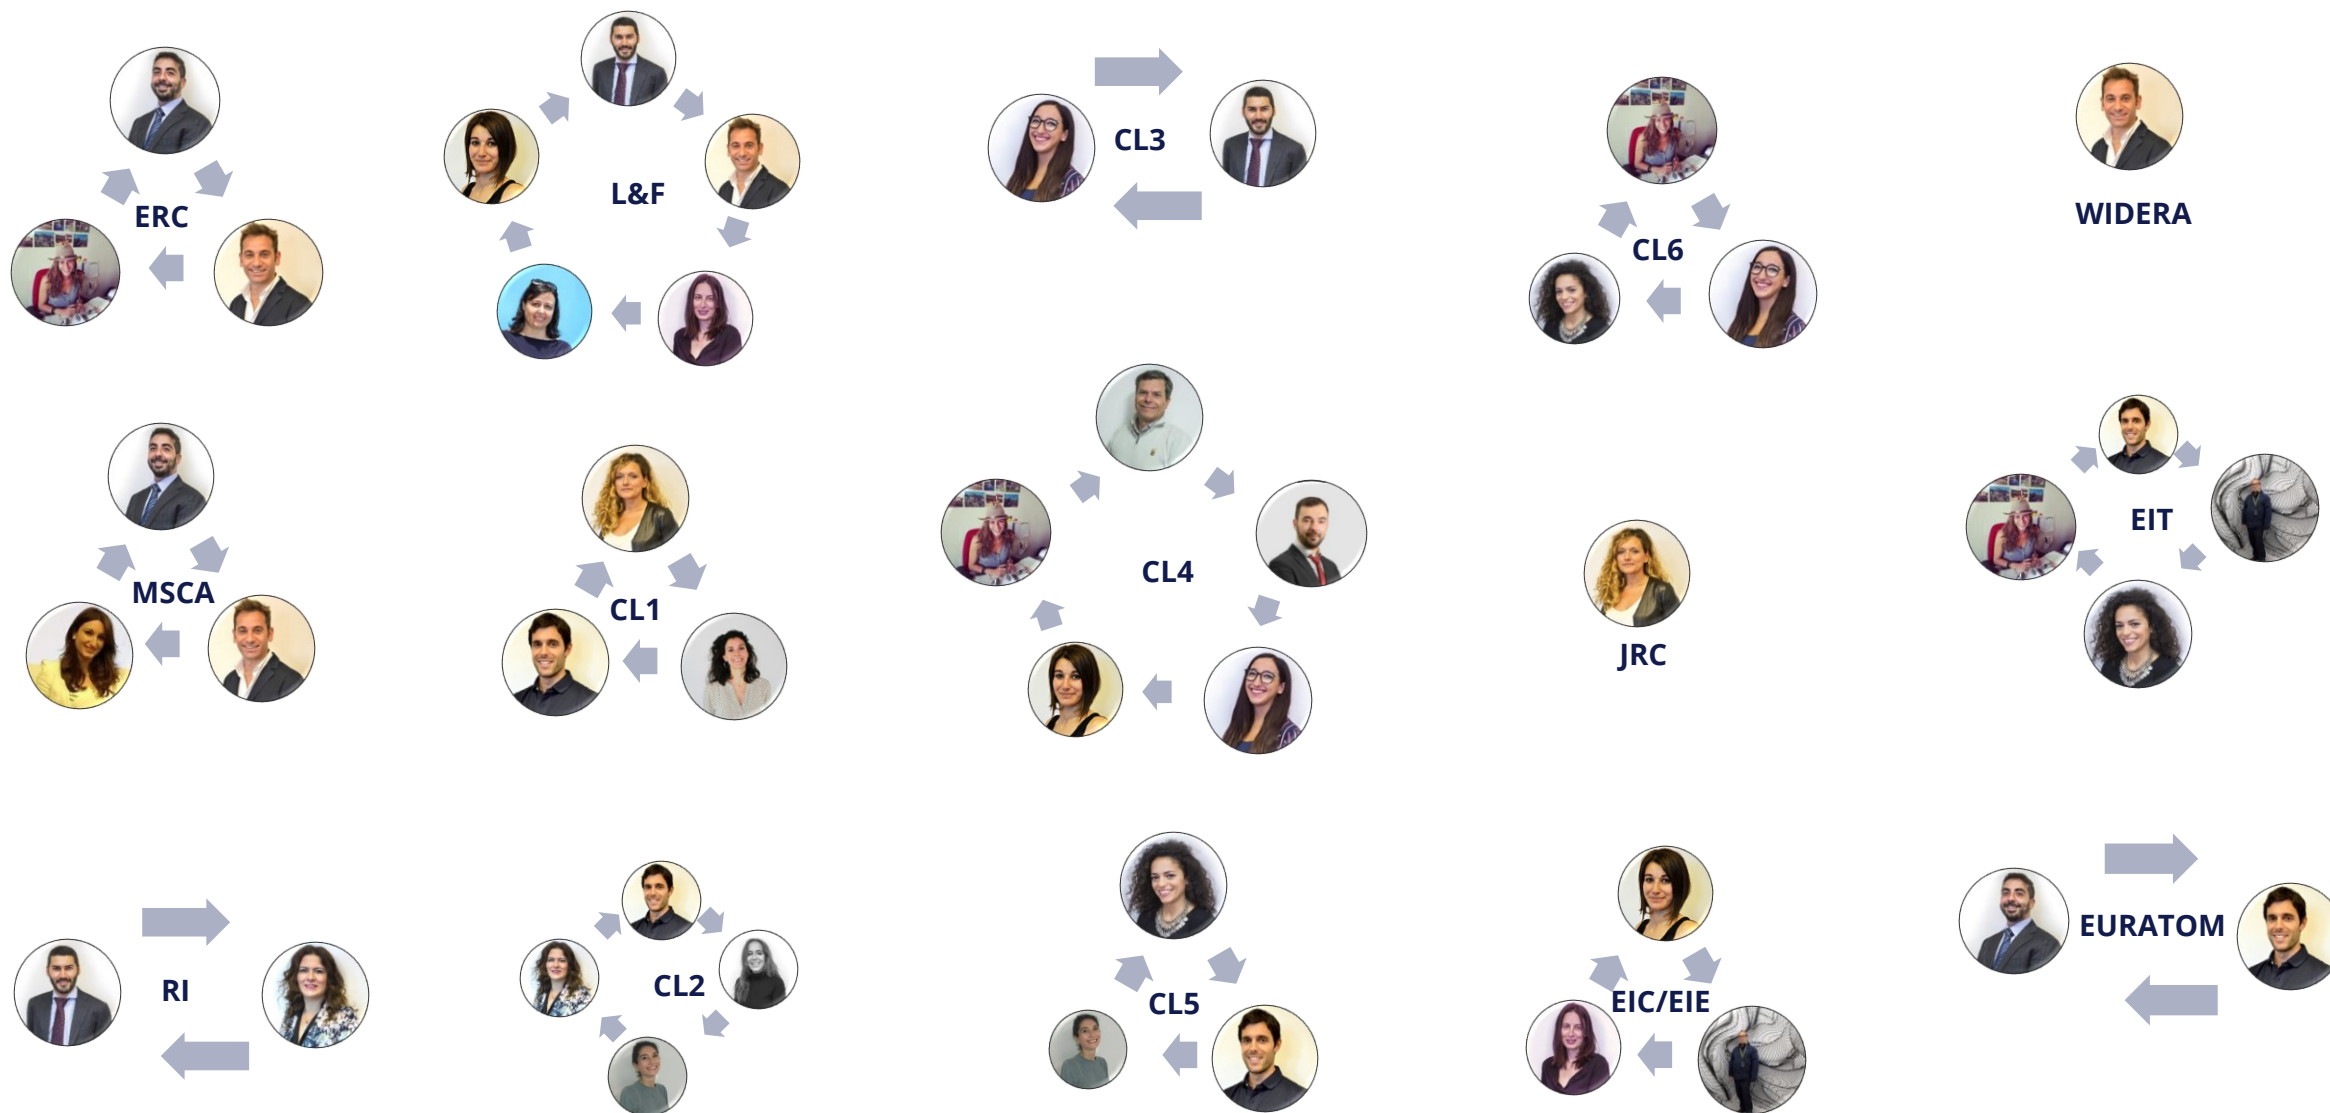 ERC
L&F
CL3
CL6
WIDERA
MSCA
CL1
CL4
JRC
EIT
RI
CL2
CL5
EIC/EIE
EURATOM